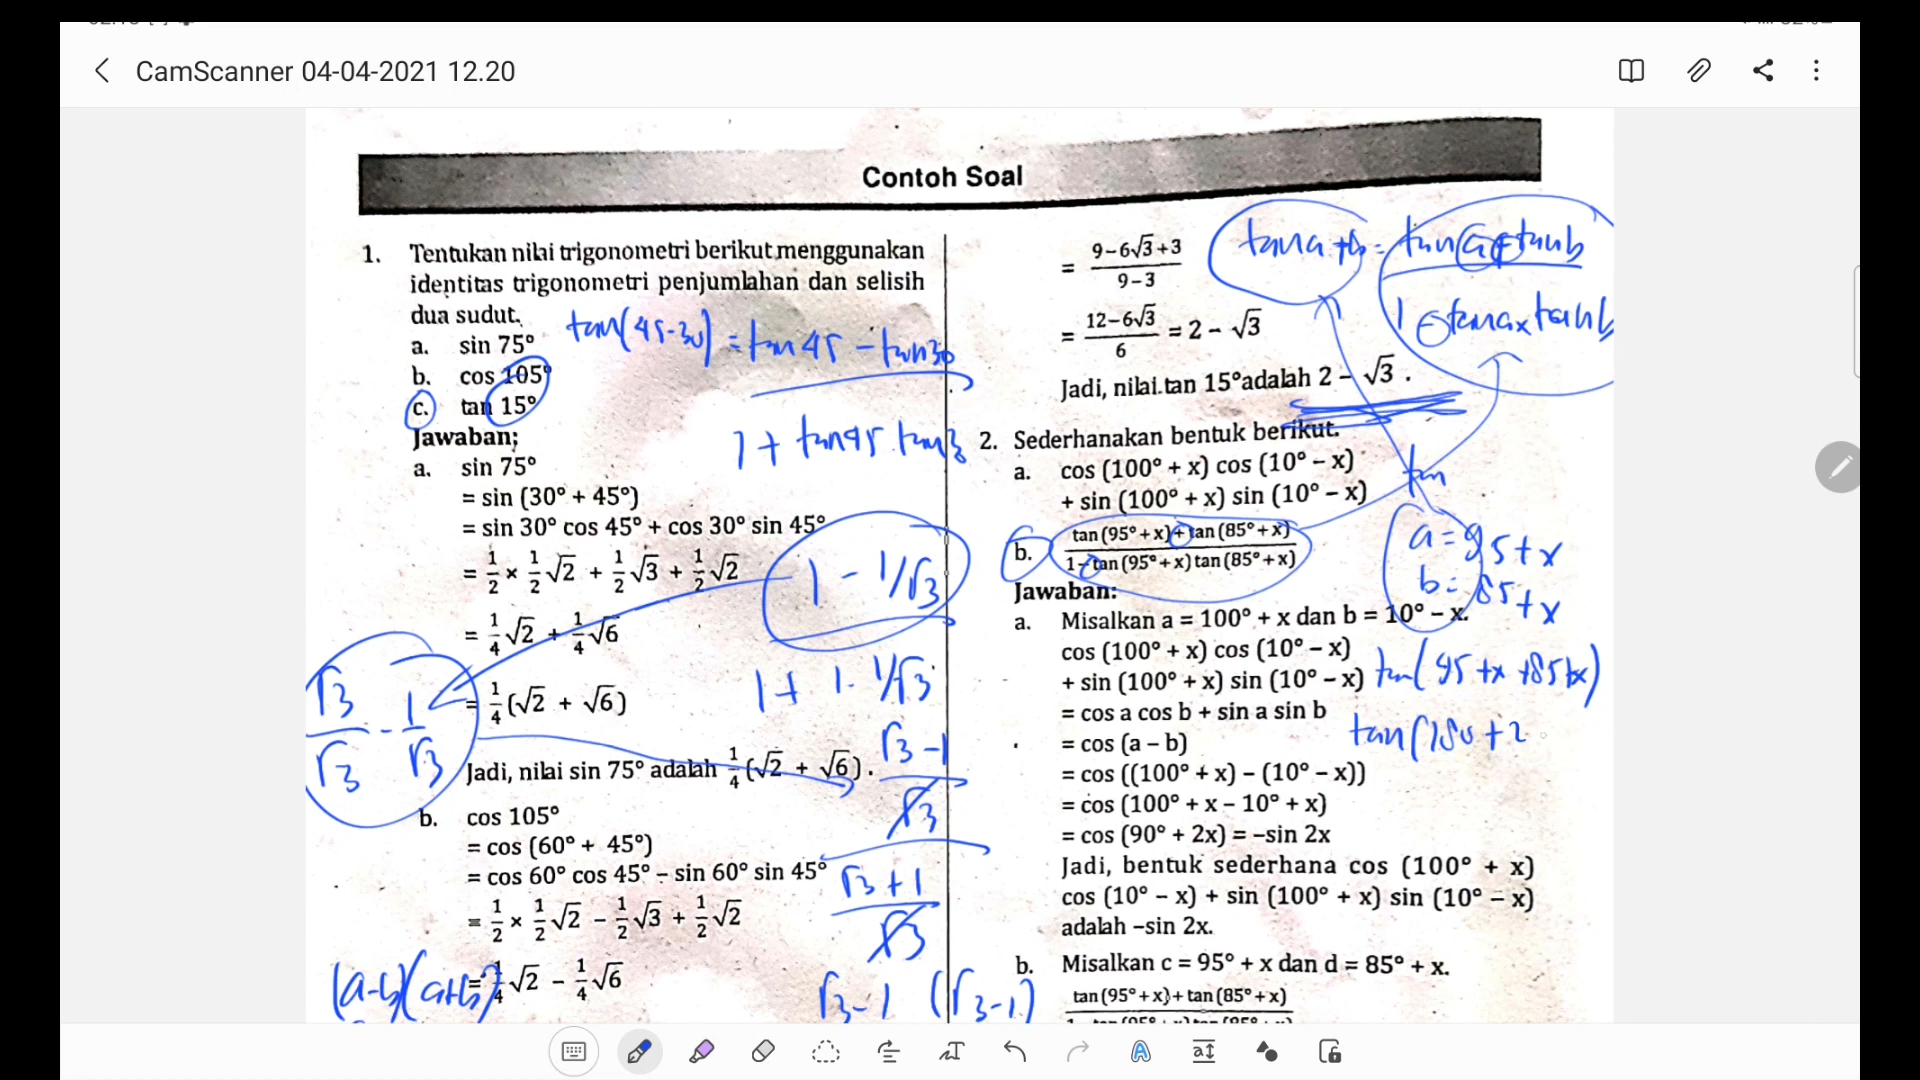 CamScanner 04-04-2021 12.20
Contoh Soal
1. Tentukan nilai trigonometri berikut menggunakan
identitas trigonometri penjumlahan dan selisih
dua sudut.
a. sin 75°
b. cos 105°
c. tan 15°
tan(45-30) = tan 45 - tan 30
1 + tan45 . tan3
Jawaban;
a. sin 75°
= sin (30° + 45°)
= sin 30° cos 45° + cos 30° sin 45°
= 1/2 × 1/2 √2 + 1/2 √3 + 1/2 √2
= 1/4 √2 + 1/4 √6
= 1/4 (√2 + √6)
Jadi, nilai sin 75° adalah 1/4 (√2 + √6).
1 - 1/√3
1 + 1 . 1/√3
√3/√3 - 1/√3
√3 - 1
√3
√3 + 1
√3
b. cos 105°
= cos (60° + 45°)
= cos 60° cos 45° – sin 60° sin 45°
= 1/2 × 1/2 √2 – 1/2 √3 + 1/2 √2
= 1/4 √2 – 1/4 √6
(a-b)(a+b)
√3-1 (√3-1)
= 9–6√3+3 / 9–3
= 12–6√3 / 6 = 2 – √3
Jadi, nilai tan 15° adalah 2 – √3 .
tan a+b = tan a + tan b
1 - tan a x tan b
2. Sederhanakan bentuk berikut.
a. cos (100° + x) cos (10° – x)
+ sin (100° + x) sin (10° – x)
b. tan (95° + x) + tan (85° + x) / 1 – tan (95° + x) tan (85° + x)
tan
a = 95+x
b = 85+x
tan(95+x +85+x)
tan(180+2
Jawaban:
a. Misalkan a = 100° + x dan b = 10° – x.
cos (100° + x) cos (10° – x)
+ sin (100° + x) sin (10° – x)
= cos a cos b + sin a sin b
= cos (a – b)
= cos ((100° + x) – (10° – x))
= cos (100° + x – 10° + x)
= cos (90° + 2x) = –sin 2x
Jadi, bentuk sederhana cos (100° + x)
cos (10° – x) + sin (100° + x) sin (10° – x)
adalah –sin 2x.
b. Misalkan c = 95° + x dan d = 85° + x.
tan (95° + x) + tan (85° + x)